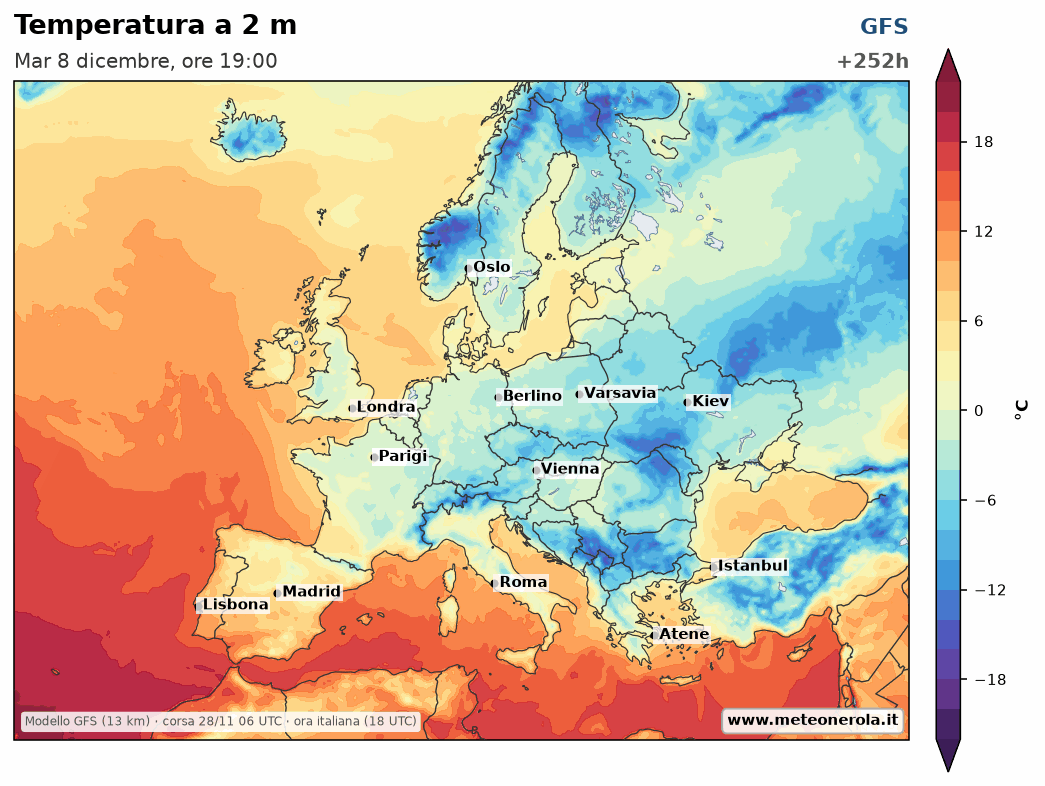 Temperatura a 2 m
GFS
Mar 8 dicembre, ore 19:00
+252h
18
12
6
0
−6
−12
−18
°C
Oslo
Londra
Berlino
Varsavia
Kiev
Parigi
Vienna
Istanbul
Roma
Madrid
Lisbona
Atene
Modello GFS (13 km) · corsa 28/11 06 UTC · ora italiana (18 UTC)
www.meteonerola.it